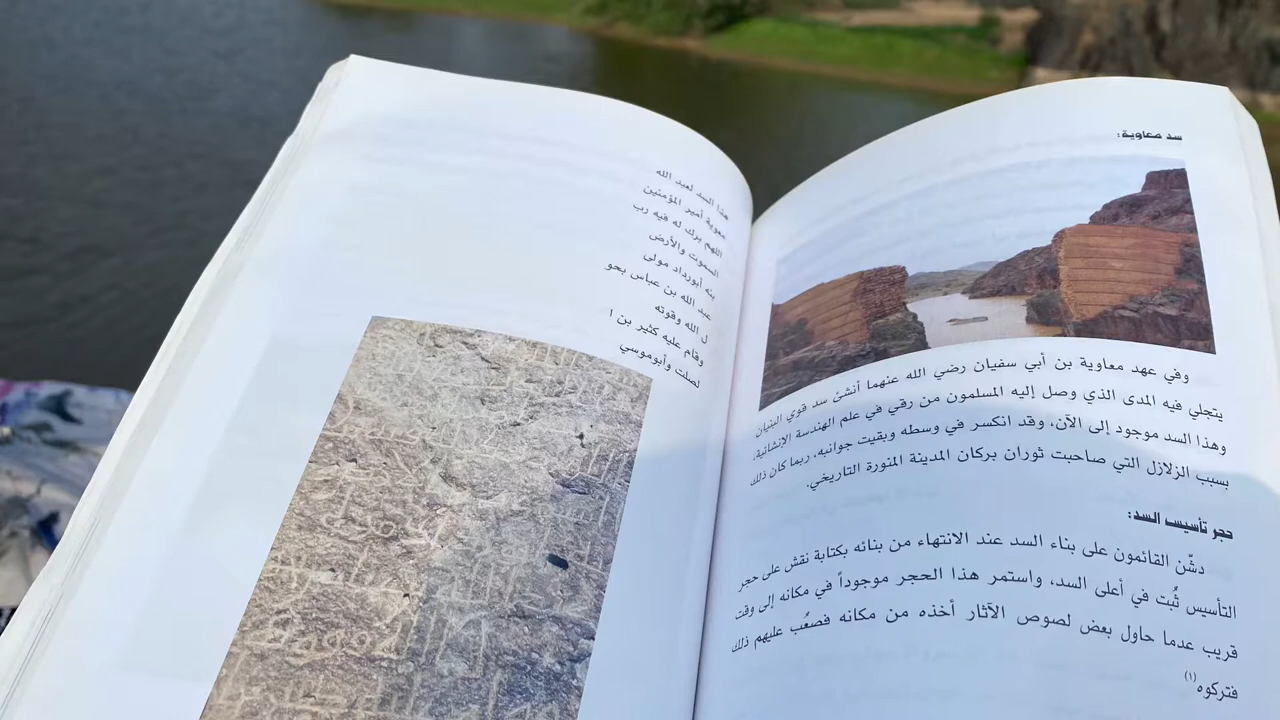 سد معاوية:
وفي عهد معاوية بن أبي سفيان رضي الله عنهما أنشئ سد قوي البنيان
يتجلي فيه المدى الذي وصل إليه المسلمون من رقي في علم الهندسة الإنشائية،
وهذا السد موجود إلى الآن، وقد انكسر في وسطه وبقيت جوانبه، ربما كان ذلك
بسبب الزلازل التي صاحبت ثوران بركان المدينة المنورة التاريخي.
حجر تأسيس السد:
دشّن القائمون على بناء السد عند الانتهاء من بنائه بكتابة نقش على حجر
التأسيس ثُبت في أعلى السد، واستمر هذا الحجر موجوداً في مكانه إلى وقت
قريب عدما حاول بعض لصوص الآثار أخذه من مكانه فصعُب عليهم ذلك
فتركوه(١)
هذا السد لعبد الله
معوية أمير المؤمنين
اللهم برك له فيه رب
السموت والأرض
بنه أبورداد مولى
عبد الله بن عباس بحو
ل الله وقوته
وقام عليه كثير بن ا
لصلت وأبوموسي